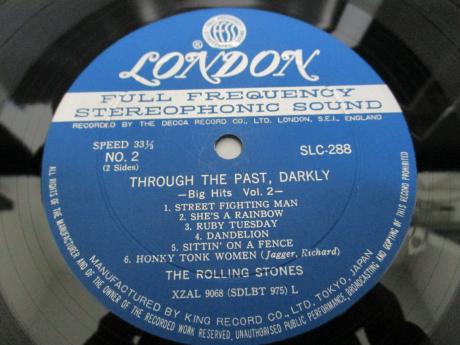 ®
LONDON
FULL FREQUENCY
STEREOPHONIC SOUND
RECORDED BY THE DECCA RECORD CO., LTD. LONDON, S.E.I., ENGLAND
SPEED 33⅓
NO. 2
(2 Sides)
SLC-288
THROUGH THE PAST, DARKLY
—Big Hits Vol. 2—
1. STREET FIGHTING MAN
2. SHE'S A RAINBOW
3. RUBY TUESDAY
4. DANDELION
5. SITTIN' ON A FENCE
6. HONKY TONK WOMEN (Jagger, Richard)
THE ROLLING STONES
XZAL 9068 (SDLBT 975) L
MANUFACTURED BY KING RECORD CO., LTD. TOKYO, JAPAN
ALL RIGHTS OF THE MANUFACTURER AND OF THE OWNER OF THE RECORDED WORK RESERVED, UNAUTHORISED PUBLIC PERFORMANCE, BROADCASTING AND COPYING OF THIS RECORD PROHIBITED